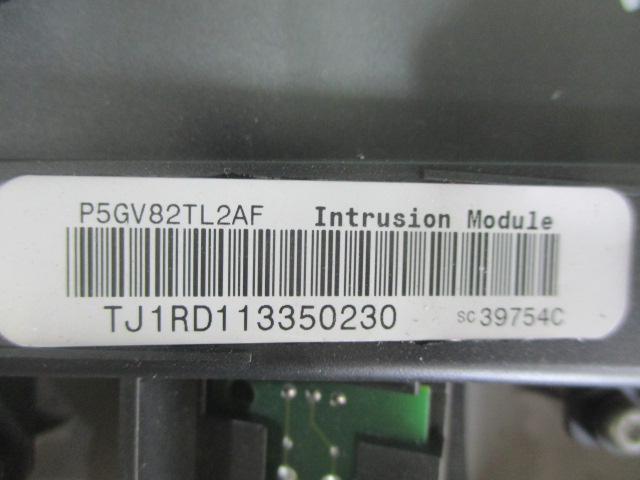 P5GV82TL2AF Intrusion Module
TJ1RD113350230 SC39754C